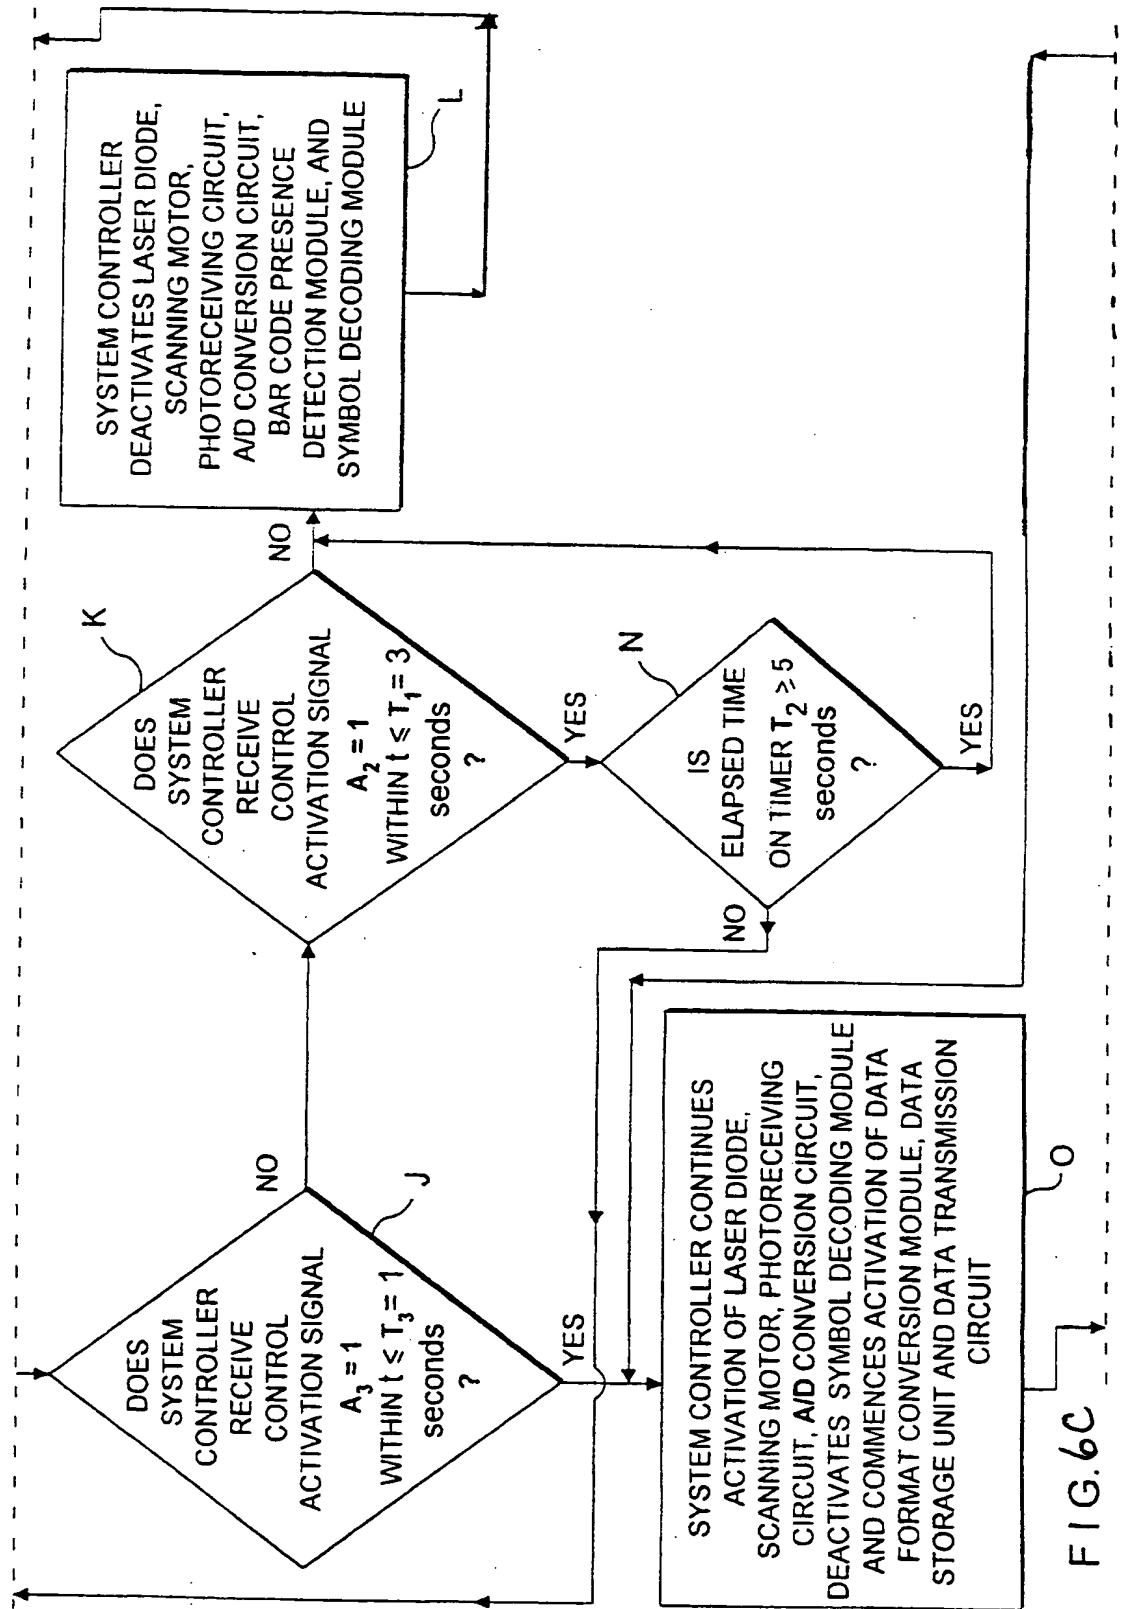 DOES
SYSTEM
CONTROLLER
RECEIVE
CONTROL
ACTIVATION SIGNAL
A₃ = 1
WITHIN t ≤ T₃ = 1
seconds
?
J
NO
YES
DOES
SYSTEM
CONTROLLER
RECEIVE
CONTROL
ACTIVATION SIGNAL
A₂ = 1
WITHIN t ≤ T₁ = 3
seconds
?
K
NO
YES
SYSTEM CONTROLLER
DEACTIVATES LASER DIODE,
SCANNING MOTOR,
PHOTORECEIVING CIRCUIT,
A/D CONVERSION CIRCUIT,
BAR CODE PRESENCE
DETECTION MODULE, AND
SYMBOL DECODING MODULE
L
IS
ELAPSED TIME
ON TIMER T₂ ≥ 5
seconds
?
N
NO
YES
SYSTEM CONTROLLER CONTINUES
ACTIVATION OF LASER DIODE,
SCANNING MOTOR, PHOTORECEIVING
CIRCUIT, A/D CONVERSION CIRCUIT,
DEACTIVATES SYMBOL DECODING MODULE
AND COMMENCES ACTIVATION OF DATA
FORMAT CONVERSION MODULE, DATA
STORAGE UNIT AND DATA TRANSMISSION
CIRCUIT
O
FIG. 6C